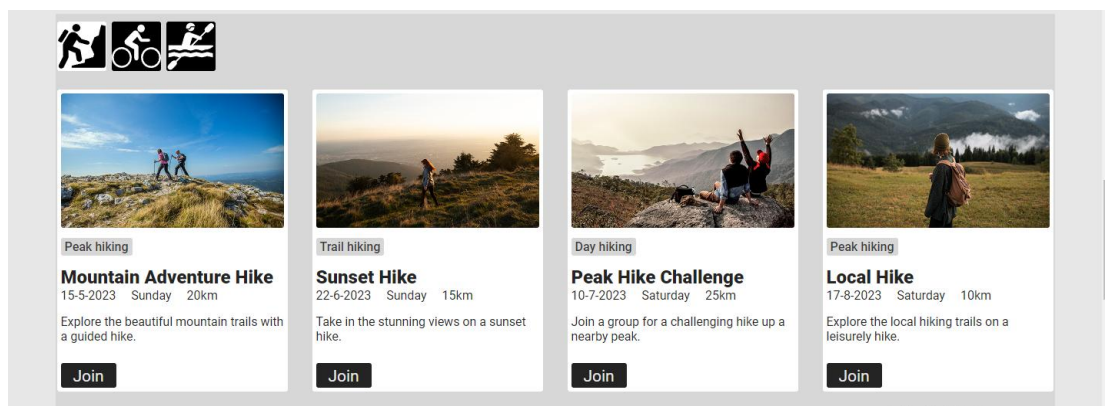 Peak hiking
Mountain Adventure Hike
15-5-2023 Sunday 20km
Explore the beautiful mountain trails with
a guided hike.
Join
Trail hiking
Sunset Hike
22-6-2023 Sunday 15km
Take in the stunning views on a sunset
hike.
Join
Day hiking
Peak Hike Challenge
10-7-2023 Saturday 25km
Join a group for a challenging hike up a
nearby peak.
Join
Peak hiking
Local Hike
17-8-2023 Saturday 10km
Explore the local hiking trails on a
leisurely hike.
Join